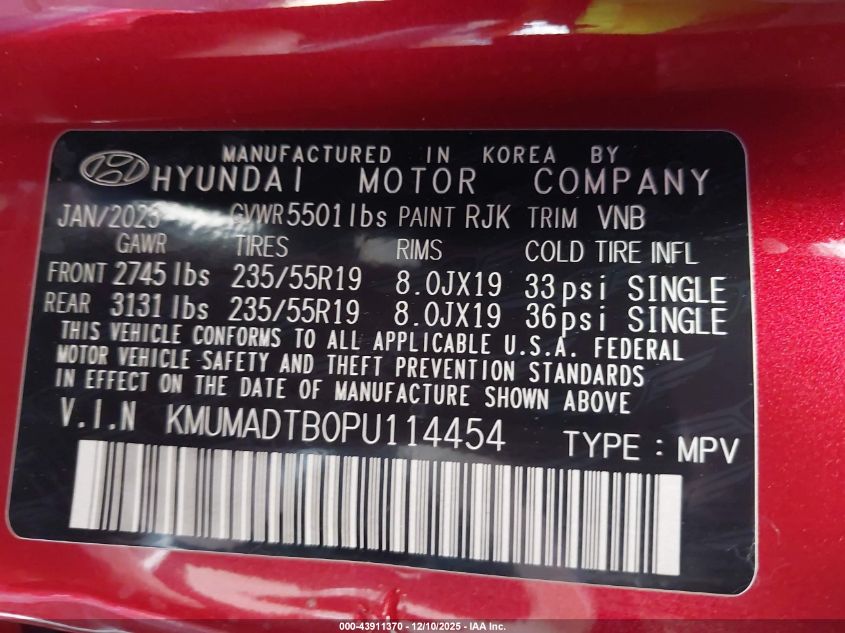 MANUFACTURED IN KOREA BY
HYUNDAI MOTOR COMPANY
JAN/2023 GVWR 5501lbs PAINT RJK TRIM VNB
GAWR TIRES RIMS COLD TIRE INFL
FRONT 2745 lbs 235/55R19 8.0JX19 33psi SINGLE
REAR 3131 lbs 235/55R19 8.0JX19 36psi SINGLE
THIS VEHICLE CONFORMS TO ALL APPLICABLE U.S.A. FEDERAL
MOTOR VEHICLE SAFETY AND THEFT PREVENTION STANDARDS
IN EFFECT ON THE DATE OF MANUFACTURE SHOWN ABOVE
V.I.N KMUMADTB0PU114454 TYPE : MPV
000-43911370 - 12/10/2025 - IAA Inc.